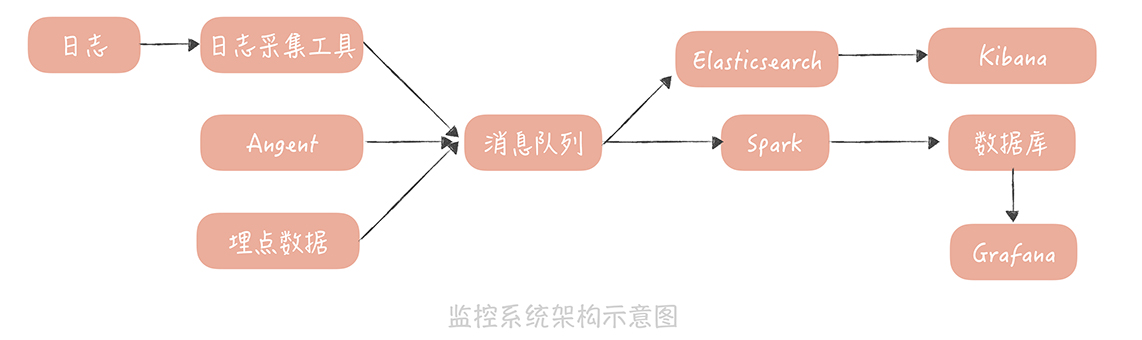 日志
日志采集工具
Angent
埋点数据
消息队列
Elasticsearch
Kibana
Spark
数据库
Grafana
监控系统架构示意图